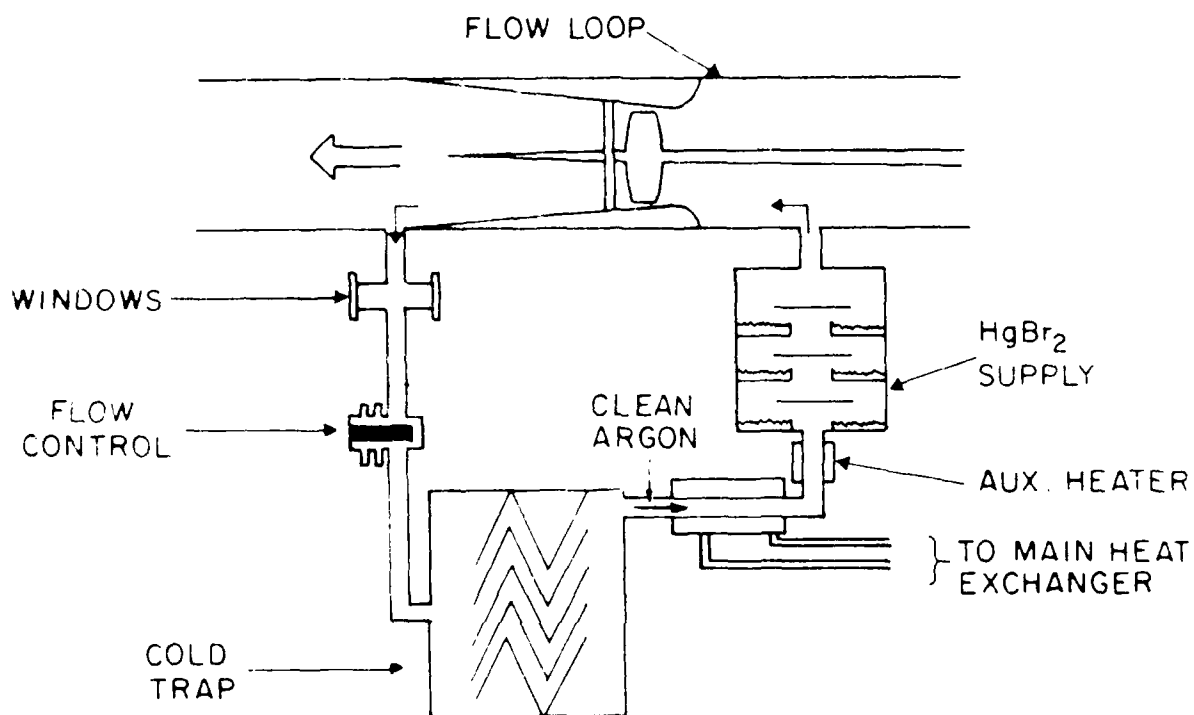 FLOW LOOP
WINDOWS
HgBr2
SUPPLY
FLOW
CONTROL
CLEAN
ARGON
AUX. HEATER
TO MAIN HEAT
EXCHANGER
COLD
TRAP